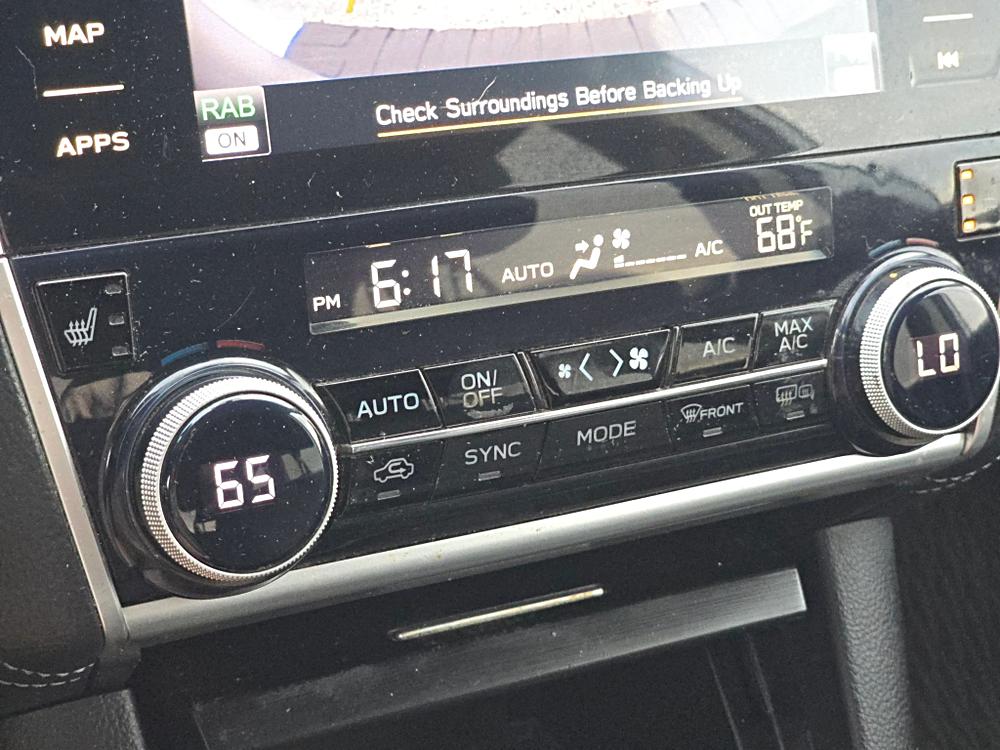 MAP
APPS
RAB
ON
Check Surroundings Before Backing Up
PM 6:17 AUTO A/C
OUT TEMP
68°F
65
AUTO
ON/
OFF
A/C
MAX
A/C
LO
SYNC
MODE
FRONT